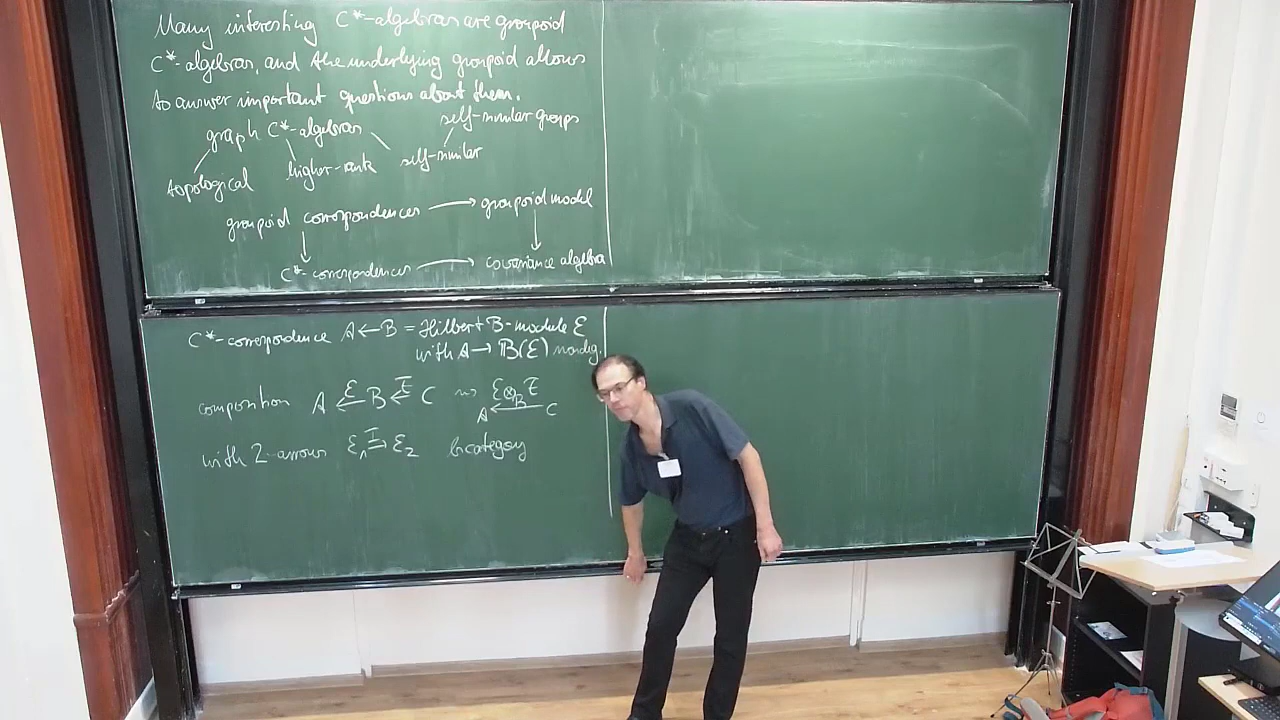 Many interesting C*-algebras are groupoid
C*-algebras, and the underlying groupoid allows
to answer important questions about them.
self-similar groups
graph C*-algebras
topological higher-rank self-similar
groupoid correspondences → groupoid model
↓ ↓
C*-correspondences → covariance algebra
C*-correspondence A ← B = Hilbert B-module ℰ
with A → 𝔹(ℰ) nondeg.
composition A ←ℰ B ←F C ⇝ ℰ⊗_B F
A ← C
with 2-arrows ℰ₁ ⇒I ℰ₂ bicategory